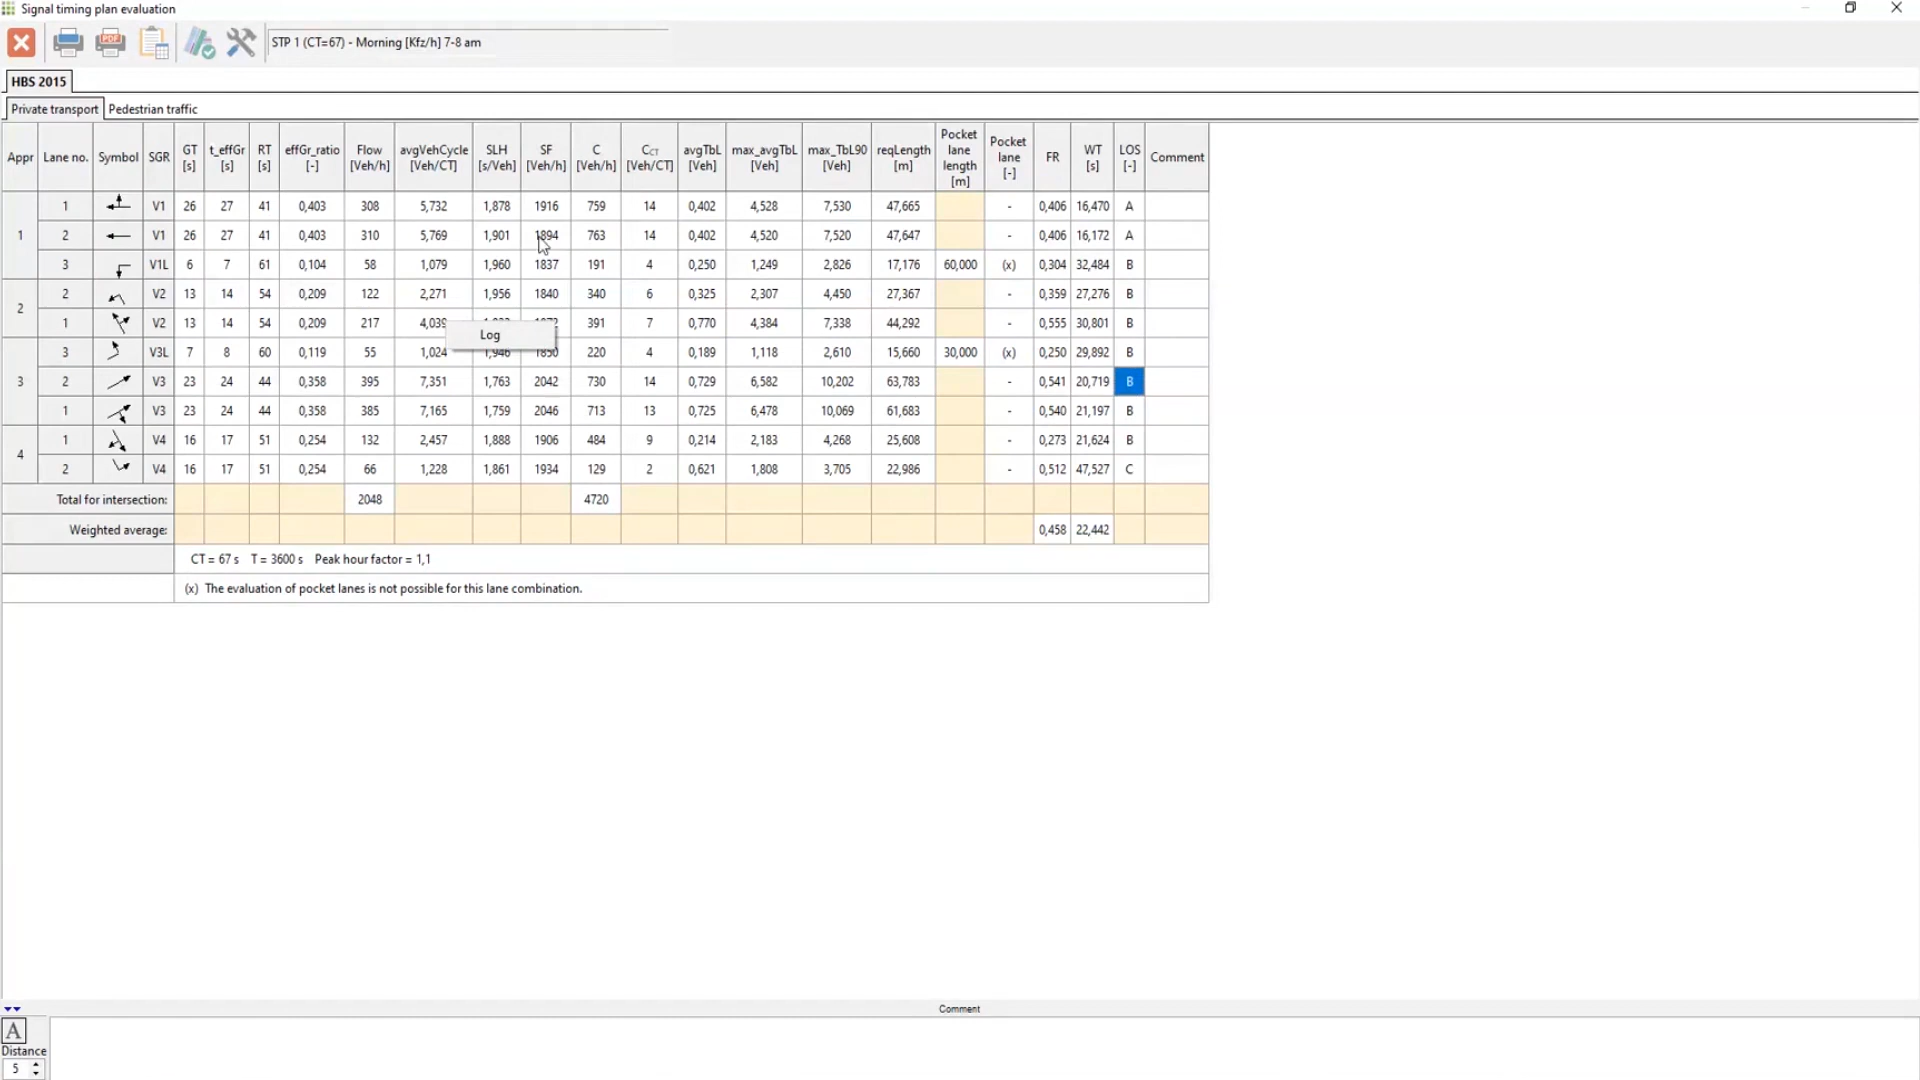 Signal timing plan evaluation
PDF STP 1 (CT=67) - Morning [Kfz/h] 7-8 am
HBS 2015
Private transport Pedestrian traffic
Appr Lane no. Symbol SGR GT [s] t_effGr [s] RT [s] effGr_ratio [-] Flow [Veh/h] avgVehCycle [Veh/CT] SLH [s/Veh] SF [Veh/h] C [Veh/h] CCT [Veh/CT] avgTbL [Veh] max_avgTbL [Veh] max_TbL90 [Veh] reqLength [m] Pocket lane length [m] Pocket lane [-] FR WT [s] LOS [-] Comment
1 V1 26 27 41 0,403 308 5,732 1,878 1916 759 14 0,402 4,528 7,530 47,665 - 0,406 16,470 A
1 2 V1 26 27 41 0,403 310 5,769 1,901 1894 763 14 0,402 4,520 7,520 47,647 - 0,406 16,172 A
3 V1L 6 7 61 0,104 58 1,079 1,960 1837 191 4 0,250 1,249 2,826 17,176 60,000 (x) 0,304 32,484 B
2 2 V2 13 14 54 0,209 122 2,271 1,956 1840 340 6 0,325 2,307 4,450 27,367 - 0,359 27,276 B
1 V2 13 14 54 0,209 217 4,039 391 7 0,770 4,384 7,338 44,292 - 0,555 30,801 B
Log
3 V3L 7 8 60 0,119 55 1,024 1,946 1850 220 4 0,189 1,118 2,610 15,660 30,000 (x) 0,250 29,892 B
3 2 V3 23 24 44 0,358 395 7,351 1,763 2042 730 14 0,729 6,582 10,202 63,783 - 0,541 20,719 B
1 V3 23 24 44 0,358 385 7,165 1,759 2046 713 13 0,725 6,478 10,069 61,683 - 0,540 21,197 B
4 1 V4 16 17 51 0,254 132 2,457 1,888 1906 484 9 0,214 2,183 4,268 25,608 - 0,273 21,624 B
2 V4 16 17 51 0,254 66 1,228 1,861 1934 129 2 0,621 1,808 3,705 22,986 - 0,512 47,527 C
Total for intersection: 2048 4720
Weighted average: 0,458 22,442
CT = 67 s T = 3600 s Peak hour factor = 1,1
(x) The evaluation of pocket lanes is not possible for this lane combination.
Comment
A
Distance
5